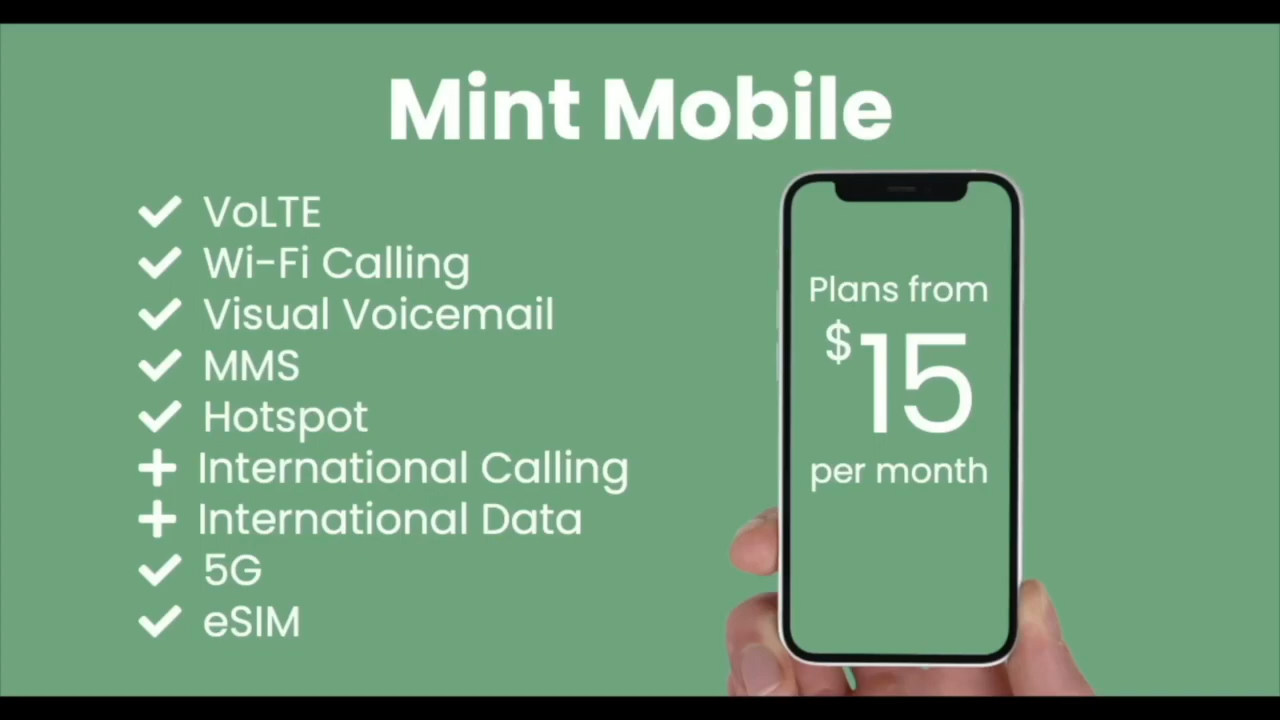 Mint Mobile
VoLTE
Wi-Fi Calling
Visual Voicemail
MMS
Hotspot
International Calling
International Data
5G
eSIM
Plans from
$15
per month